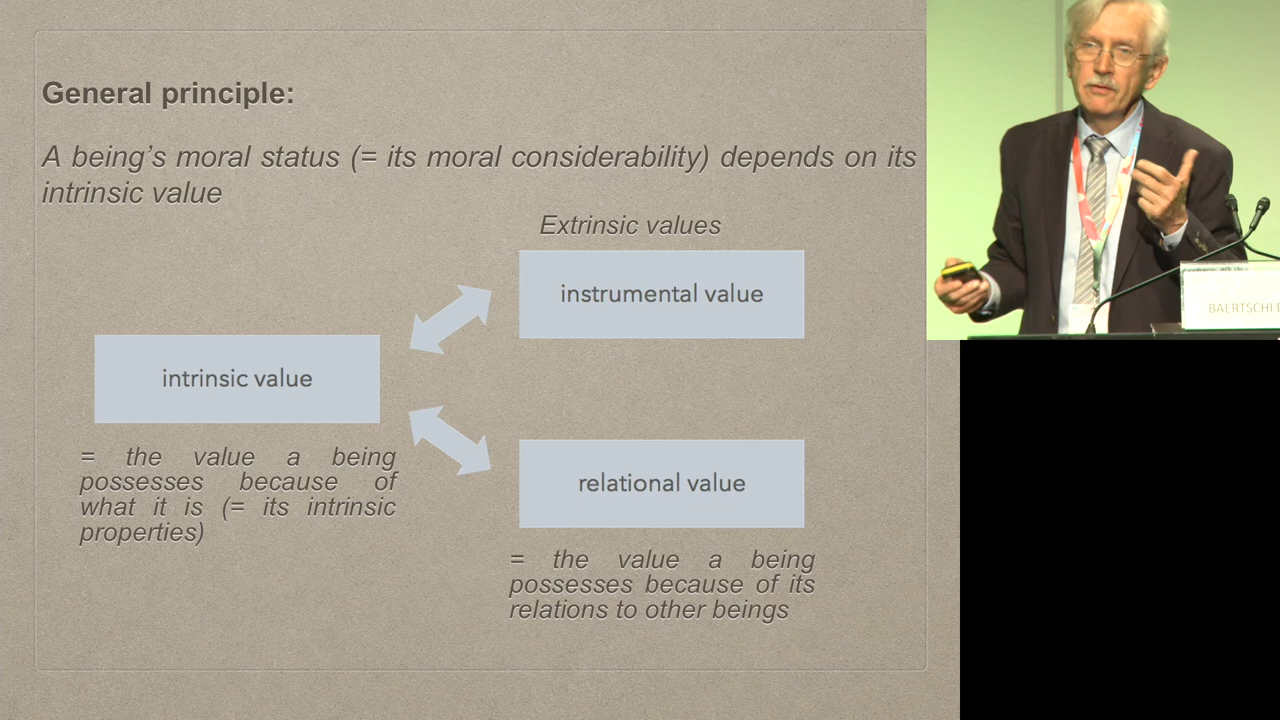 General principle:
A being’s moral status (= its moral considerability) depends on its
intrinsic value
Extrinsic values
instrumental value
intrinsic value
= the value a being
possesses because of
what it is (= its intrinsic
properties)
relational value
= the value a being
possesses because of its
relations to other beings
BAERTSCHI